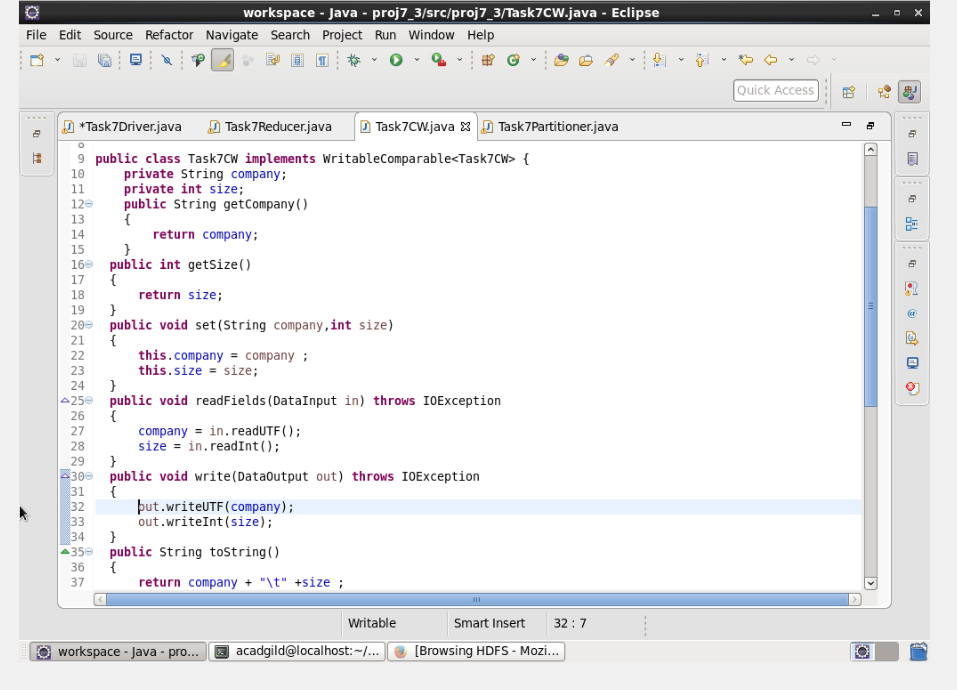 workspace - Java - proj7_3/src/proj7_3/Task7CW.java - Eclipse
File Edit Source Refactor Navigate Search Project Run Window Help
Quick Access
*Task7Driver.java Task7Reducer.java Task7CW.java Task7Partitioner.java
8
9 public class Task7CW implements WritableComparable<Task7CW> {
10 private String company;
11 private int size;
12 public String getCompany()
13 {
14 return company;
15 }
16 public int getSize()
17 {
18 return size;
19 }
20 public void set(String company,int size)
21 {
22 this.company = company ;
23 this.size = size;
24 }
25 public void readFields(DataInput in) throws IOException
26 {
27 company = in.readUTF();
28 size = in.readInt();
29 }
30 public void write(DataOutput out) throws IOException
31 {
32 out.writeUTF(company);
33 out.writeInt(size);
34 }
35 public String toString()
36 {
37 return company + "\t" +size ;
Writable Smart Insert 32 : 7
workspace - Java - pro... acadgild@localhost:~/... [Browsing HDFS - Mozi...